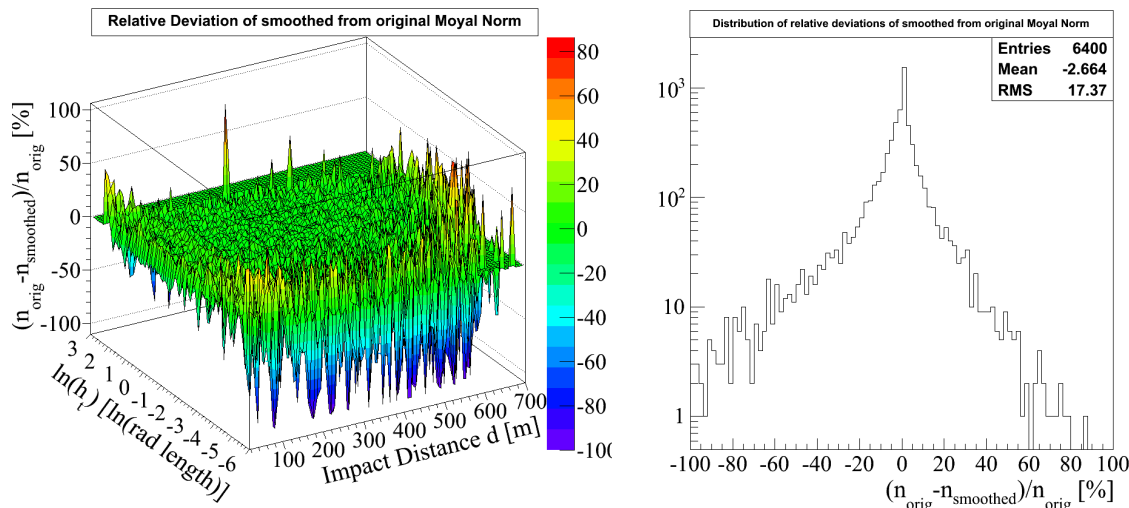 Relative Deviation of smoothed from original Moyal Norm
(n_orig-n_smoothed)/n_orig [%]
100
50
0
-50
-100
3 2 1 0 -1 -2 -3 -4 -5 -6
ln(h_t) [ln(rad length)]
100 200 300 400 500 600 700
Impact Distance d [m]
80
60
40
20
0
-20
-40
-60
-80
-100
Distribution of relative deviations of smoothed from original Moyal Norm
Entries 6400
Mean -2.664
RMS 17.37
10^3
10^2
10
1
-100 -80 -60 -40 -20 0 20 40 60 80 100
(n_orig-n_smoothed)/n_orig [%]